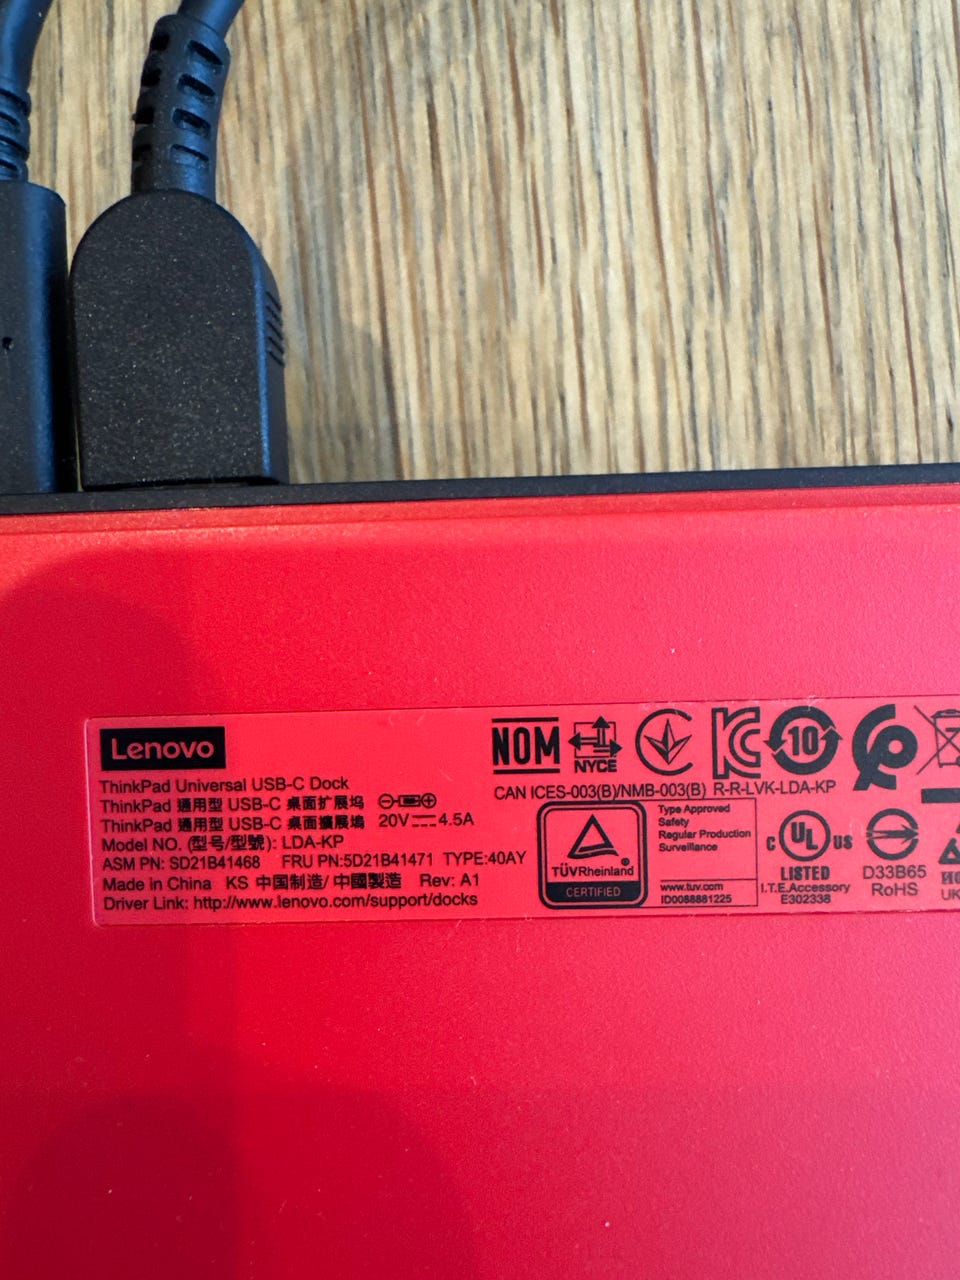 Lenovo
ThinkPad Universal USB-C Dock
ThinkPad 通用型 USB-C 桌面扩展坞
ThinkPad 通用型 USB-C 桌面擴展塢 20V 4.5A
Model NO. (型号/型號): LDA-KP
ASM PN: SD21B41468 FRU PN:5D21B41471 TYPE:40AY
Made in China KS 中国制造/ 中國製造 Rev: A1
Driver Link: http://www.lenovo.com/support/docks
NOM
NYCE
10
CAN ICES-003(B)/NMB-003(B) R-R-LVK-LDA-KP
TÜVRheinland
CERTIFIED
Type Approved
Safety
Regular Production
Surveillance
www.tuv.com
ID0088881225
C UL US
LISTED
I.T.E.Accessory
E302338
D33B65
RoHS
UK